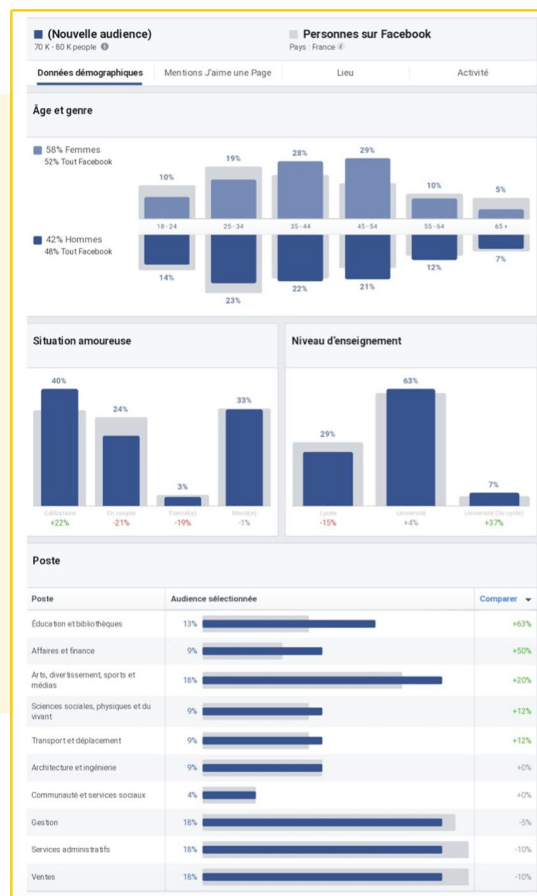 (Nouvelle audience)
70 K - 80 K people
Personnes sur Facebook
Pays : France
Données démographiques Mentions J'aime une Page Lieu Activité
Âge et genre
58% Femmes
52% Tout Facebook
10% 19% 28% 29% 10% 5%
18 - 24 25 - 34 35 - 44 45 - 54 55 - 64 65 +
42% Hommes
48% Tout Facebook
14% 23% 22% 21% 12% 7%
Situation amoureuse
40% 24% 3% 33%
Célibataire En couple Fiancé(e) Marié(e)
+22% -21% -19% -1%
Niveau d'enseignement
29% 63% 7%
Lycée Université Université (3e cycle)
-15% +4% +37%
Poste
Poste Audience sélectionnée Comparer
Éducation et bibliothèques 13% +63%
Affaires et finance 9% +50%
Arts, divertissement, sports et
médias 18% +20%
Sciences sociales, physiques et du
vivant 9% +12%
Transport et déplacement 9% +12%
Architecture et ingénierie 9% +0%
Communauté et services sociaux 4% +0%
Gestion 18% -5%
Services administratifs 18% -10%
Ventes 18% -10%